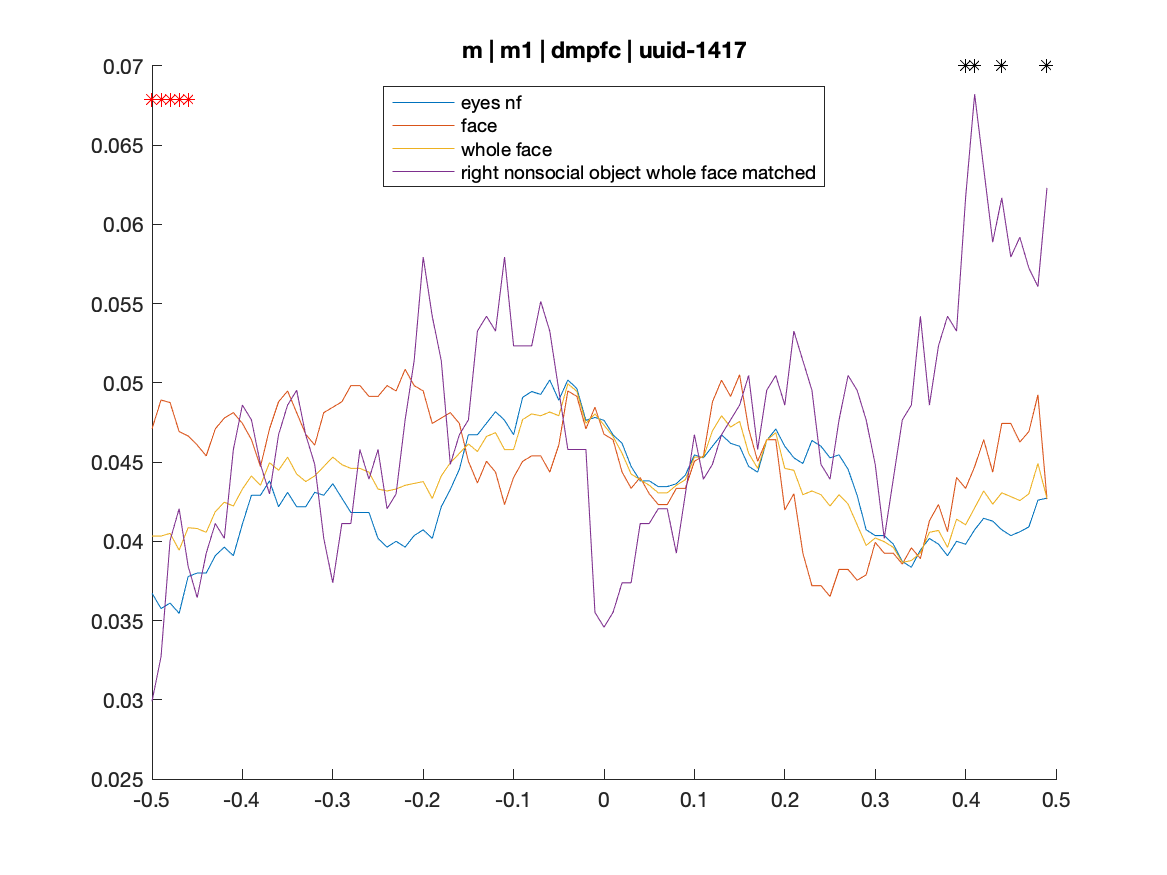 m | m1 | dmpfc | uuid-1417
0.07
0.065
0.06
0.055
0.05
0.045
0.04
0.035
0.03
0.025
eyes nf
face
whole face
right nonsocial object whole face matched
-0.5 -0.4 -0.3 -0.2 -0.1 0 0.1 0.2 0.3 0.4 0.5